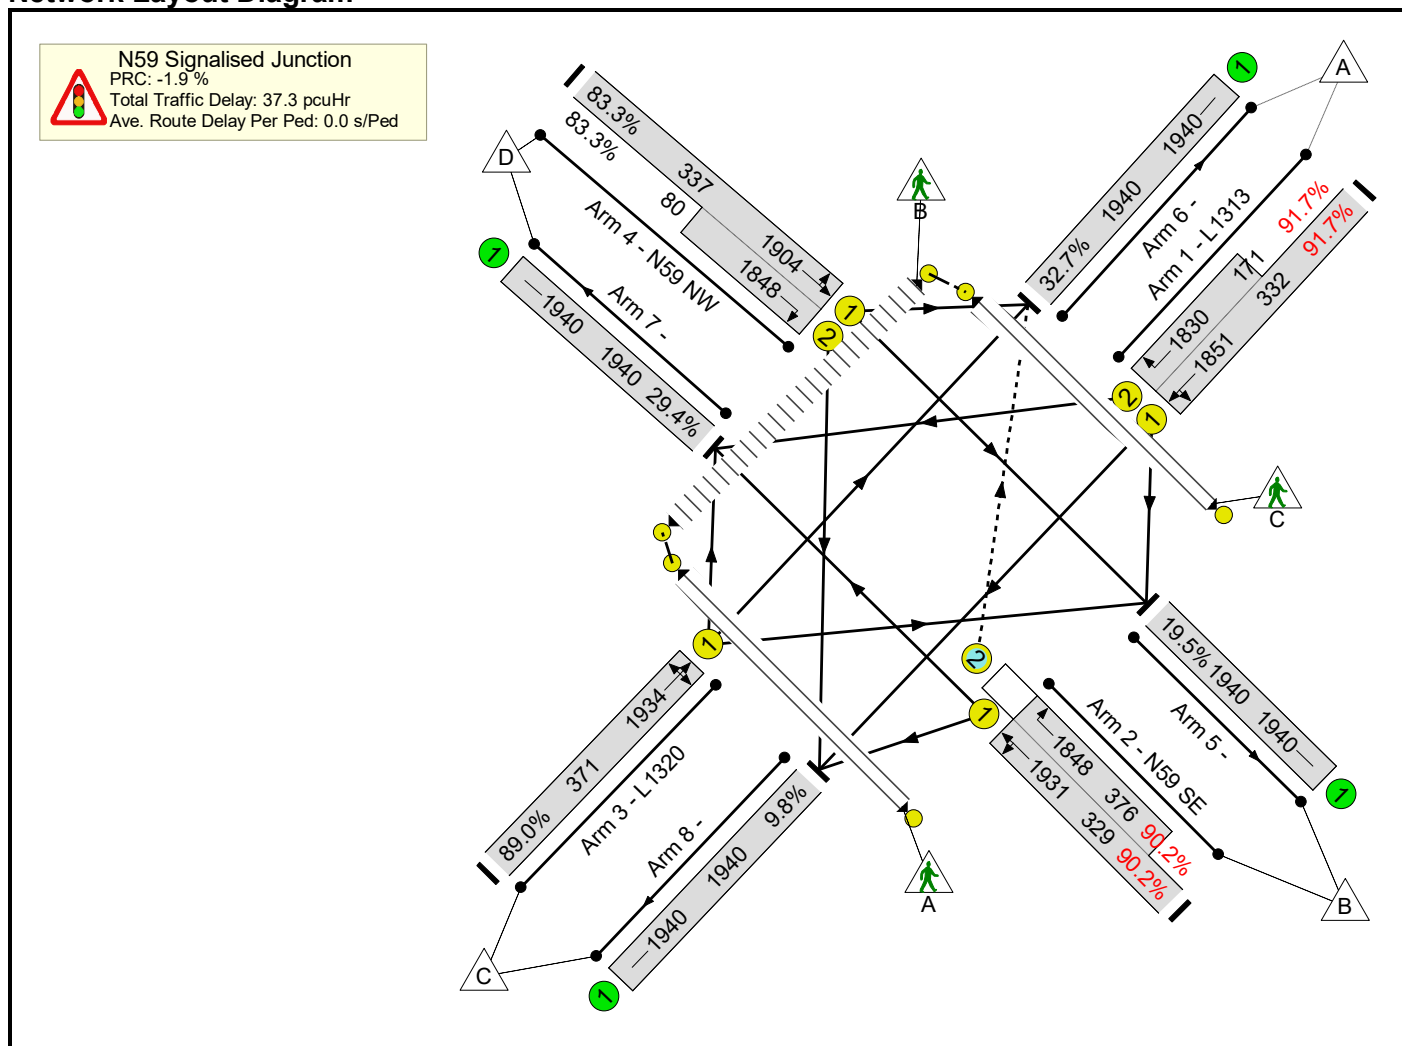 Network Layout Diagram
N59 Signalised Junction
PRC: -1.9 %
Total Traffic Delay: 37.3 pcuHr
Ave. Route Delay Per Ped: 0.0 s/Ped
A
1
83.3%
83.3%
337
80
1904
1848
Arm 4 - N59 NW
D
1
2
B
1
1940
1940
32.7%
Arm 6 -
Arm 1 - L1313
91.7%
91.7%
171
332
1830
1851
2
1
C
1
Arm 7 -
1940
1940
29.4%
1
1934
371
89.0%
Arm 3 - L1320
Arm 8 -
9.8%
1940
1940
1
C
A
2
1
1848
376
90.2%
1931
329
90.2%
Arm 2 - N59 SE
Arm 5 -
19.5%
1940
1940
1
B